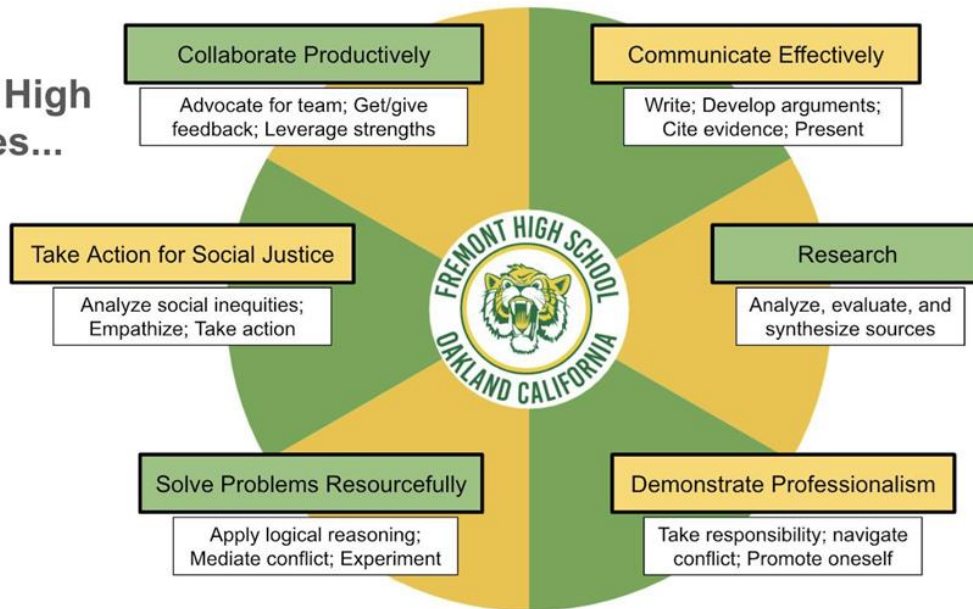 High
es...
Collaborate Productively
Advocate for team; Get/give
feedback; Leverage strengths
Communicate Effectively
Write; Develop arguments;
Cite evidence; Present
Take Action for Social Justice
Analyze social inequities;
Empathize; Take action
FREMONT HIGH SCHOOL
OAKLAND CALIFORNIA
Research
Analyze, evaluate, and
synthesize sources
Solve Problems Resourcefully
Apply logical reasoning;
Mediate conflict; Experiment
Demonstrate Professionalism
Take responsibility; navigate
conflict; Promote oneself